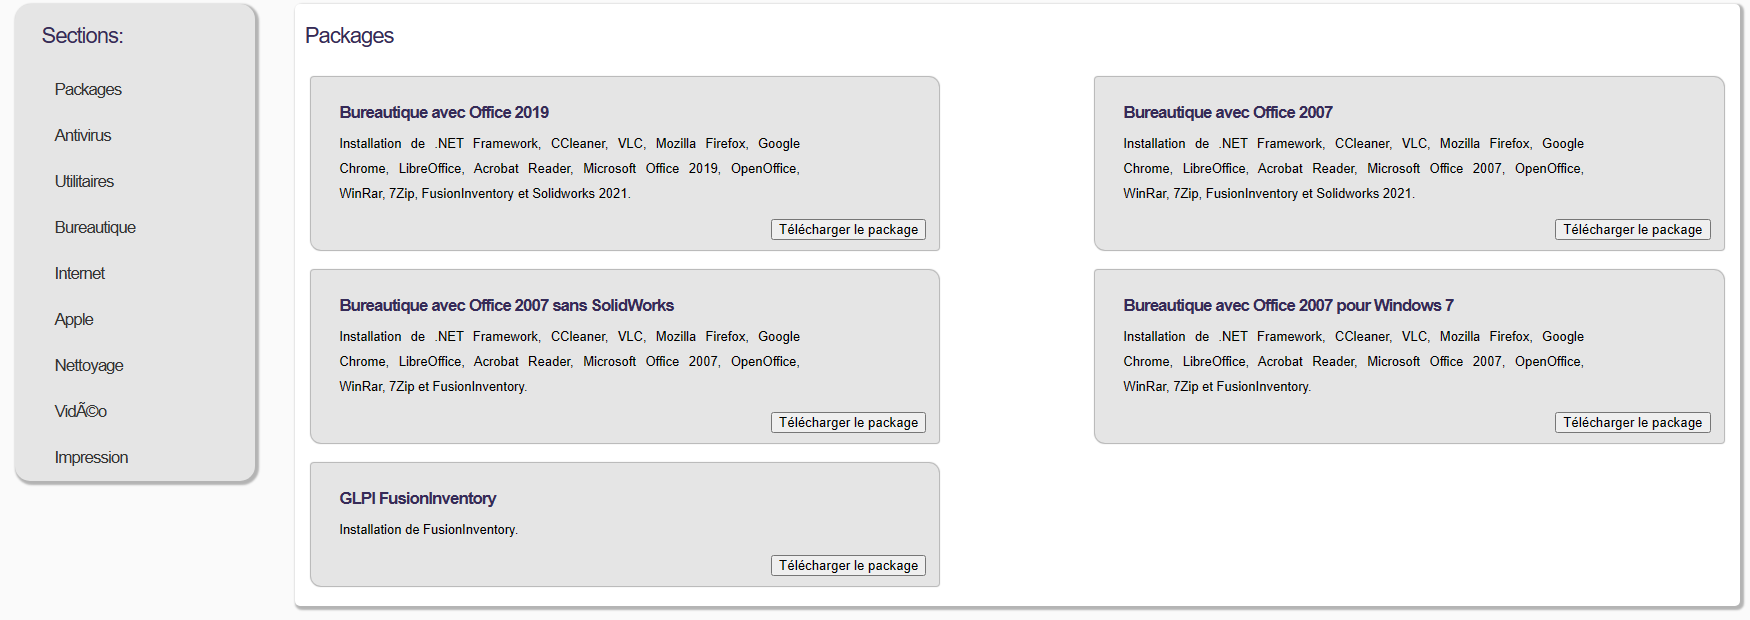 Sections:
Packages
Antivirus
Utilitaires
Bureautique
Internet
Apple
Nettoyage
VidÃ©o
Impression
Packages
Bureautique avec Office 2019
Installation de .NET Framework, CCleaner, VLC, Mozilla Firefox, Google
Chrome, LibreOffice, Acrobat Reader, Microsoft Office 2019, OpenOffice,
WinRar, 7Zip, FusionInventory et Solidworks 2021.
Télécharger le package
Bureautique avec Office 2007
Installation de .NET Framework, CCleaner, VLC, Mozilla Firefox, Google
Chrome, LibreOffice, Acrobat Reader, Microsoft Office 2007, OpenOffice,
WinRar, 7Zip, FusionInventory et Solidworks 2021.
Télécharger le package
Bureautique avec Office 2007 sans SolidWorks
Installation de .NET Framework, CCleaner, VLC, Mozilla Firefox, Google
Chrome, LibreOffice, Acrobat Reader, Microsoft Office 2007, OpenOffice,
WinRar, 7Zip et FusionInventory.
Télécharger le package
Bureautique avec Office 2007 pour Windows 7
Installation de .NET Framework, CCleaner, VLC, Mozilla Firefox, Google
Chrome, LibreOffice, Acrobat Reader, Microsoft Office 2007, OpenOffice,
WinRar, 7Zip et FusionInventory.
Télécharger le package
GLPI FusionInventory
Installation de FusionInventory.
Télécharger le package